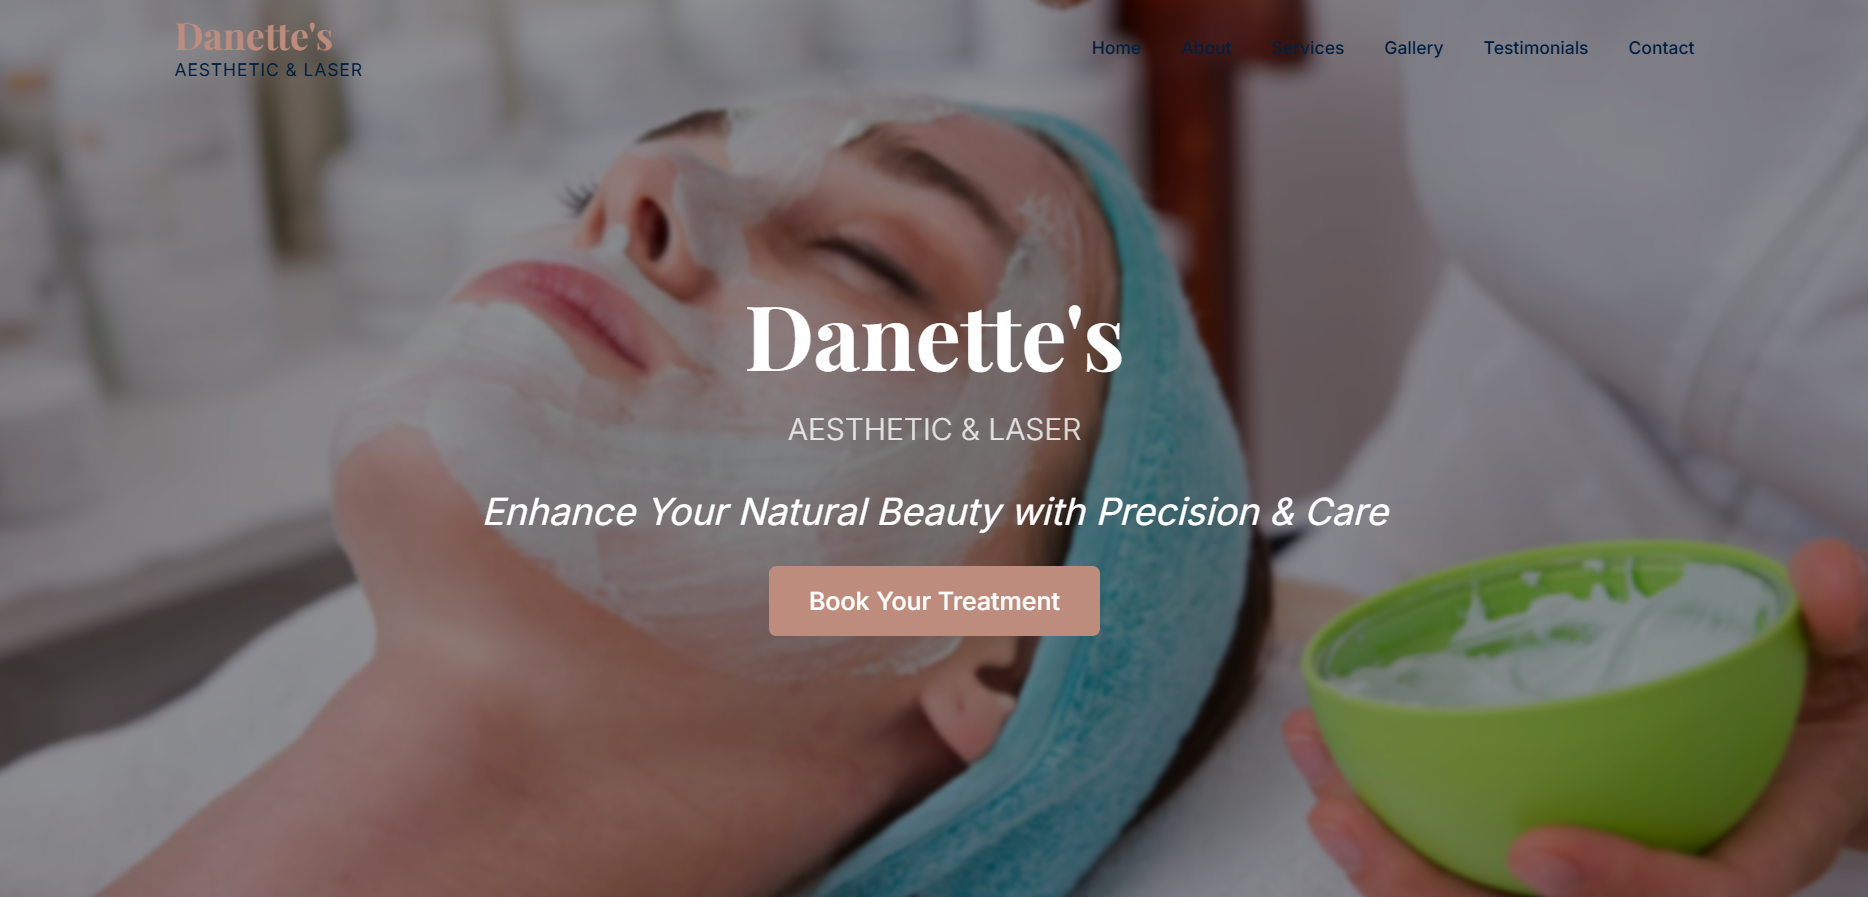 Danette's
AESTHETIC & LASER
Home About Services Gallery Testimonials Contact
Danette's
AESTHETIC & LASER
Enhance Your Natural Beauty with Precision & Care
Book Your Treatment